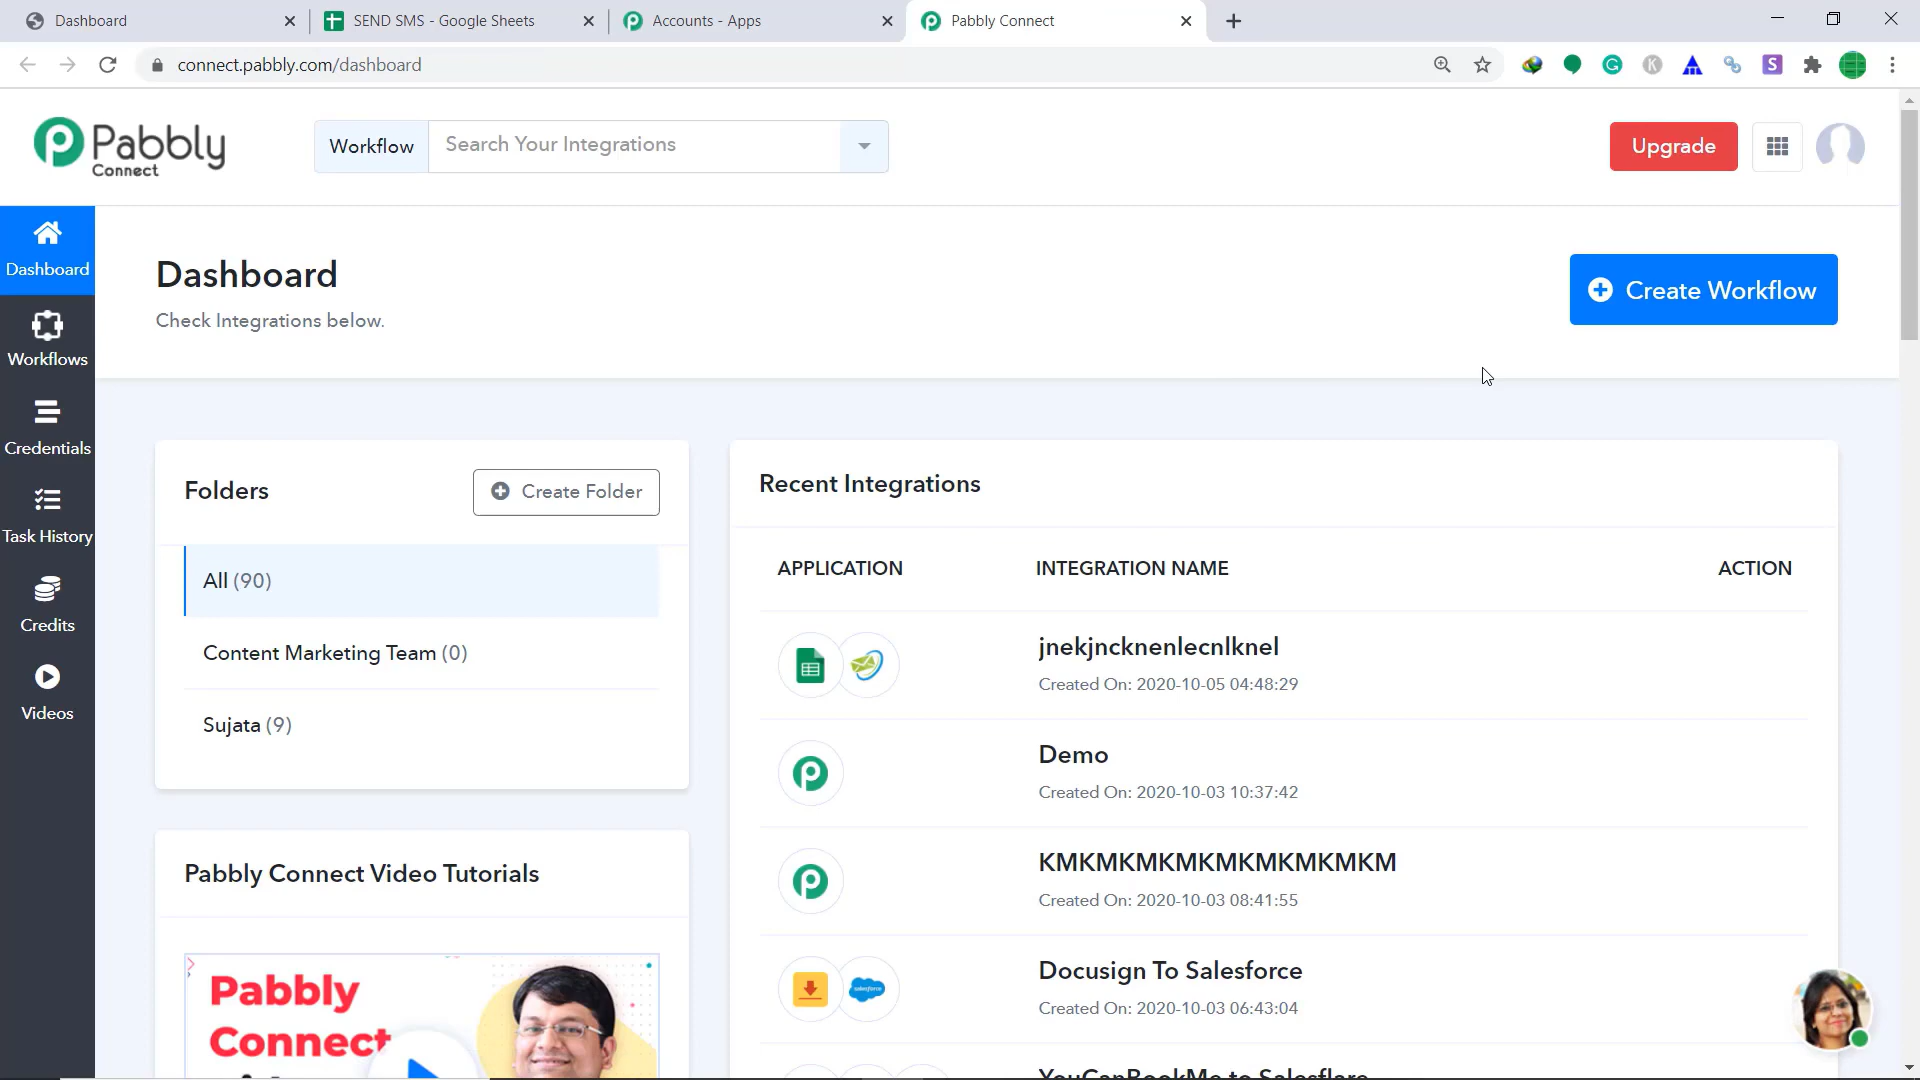 Dashboard
SEND SMS - Google Sheets
Accounts - Apps
Pabbly Connect
connect.pabbly.com/dashboard
Pabbly
Connect
Workflow
Search Your Integrations
Upgrade
Dashboard
Workflows
Credentials
Task History
Credits
Videos
Dashboard
Check Integrations below.
Create Workflow
Folders
Create Folder
All (90)
Content Marketing Team (0)
Sujata (9)
Pabbly Connect Video Tutorials
Pabbly
Connect
Recent Integrations
APPLICATION
INTEGRATION NAME
ACTION
jnekjncknenlecnlknel
Created On: 2020-10-05 04:48:29
Demo
Created On: 2020-10-03 10:37:42
KMKMKMKMKMKMKMKMKM
Created On: 2020-10-03 08:41:55
salesforce
Docusign To Salesforce
Created On: 2020-10-03 06:43:04
YouCanBookMe to Salesflare